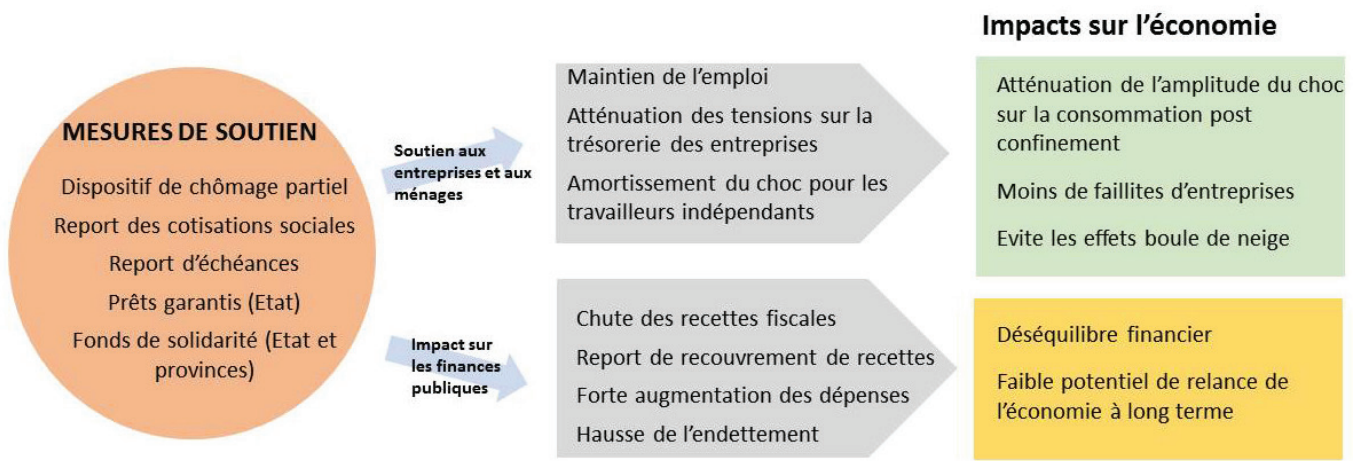 Impacts sur l'économie
MESURES DE SOUTIEN
Dispositif de chômage partiel
Report des cotisations sociales
Report d'échéances
Prêts garantis (Etat)
Fonds de solidarité (Etat et
provinces)
Soutien aux
entreprises et aux
ménages
Maintien de l'emploi
Atténuation des tensions sur la
trésorerie des entreprises
Amortissement du choc pour les
travailleurs indépendants
Atténuation de l'amplitude du choc
sur la consommation post
confinement
Moins de faillites d'entreprises
Evite les effets boule de neige
Impact sur
les finances
publiques
Chute des recettes fiscales
Report de recouvrement de recettes
Forte augmentation des dépenses
Hausse de l'endettement
Déséquilibre financier
Faible potentiel de relance de
l'économie à long terme